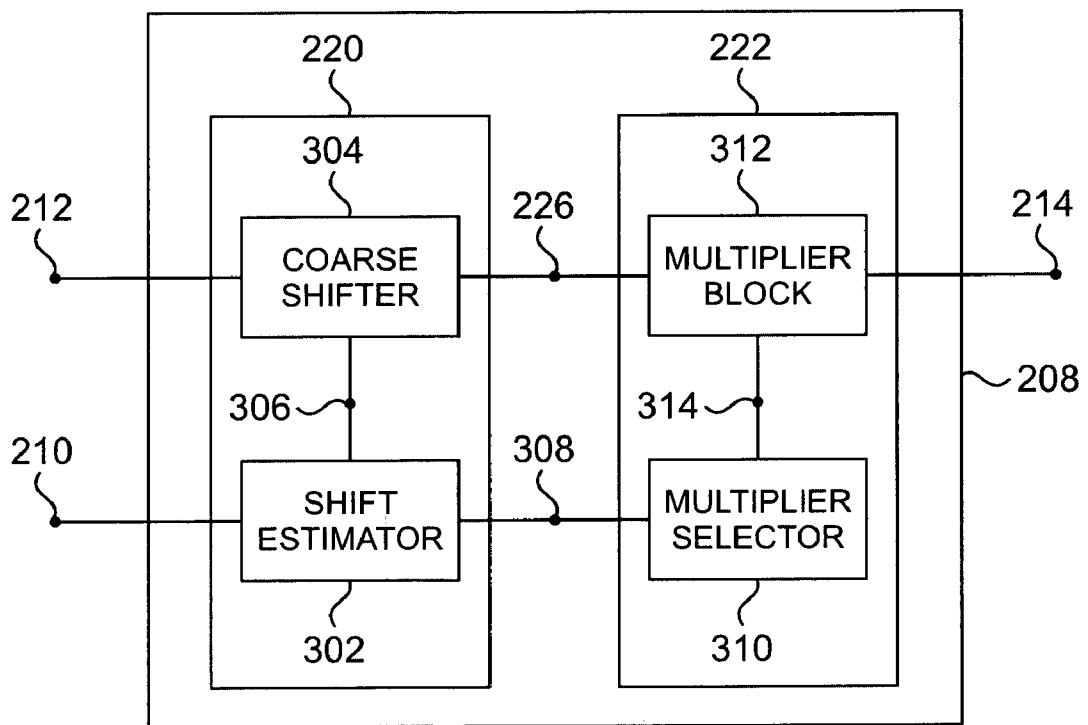 220
222
304
312
212
226
214
COARSE
SHIFTER
MULTIPLIER
BLOCK
208
306
314
210
308
SHIFT
ESTIMATOR
MULTIPLIER
SELECTOR
302
310